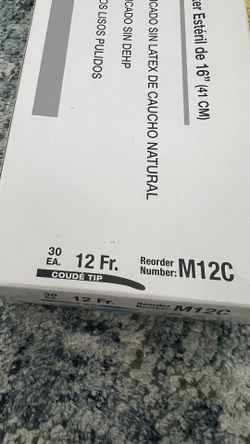 ter Estéril de 16" (41 CM)
ICADO SIN LATEX DE CAUCHO NATURAL
ICADO SIN DEHP
OS LISOS PULIDOS
30 EA. 12 Fr.
COUDÉ TIP
Reorder Number: M12C
30 12 Fr.
Reorder Number: M12C